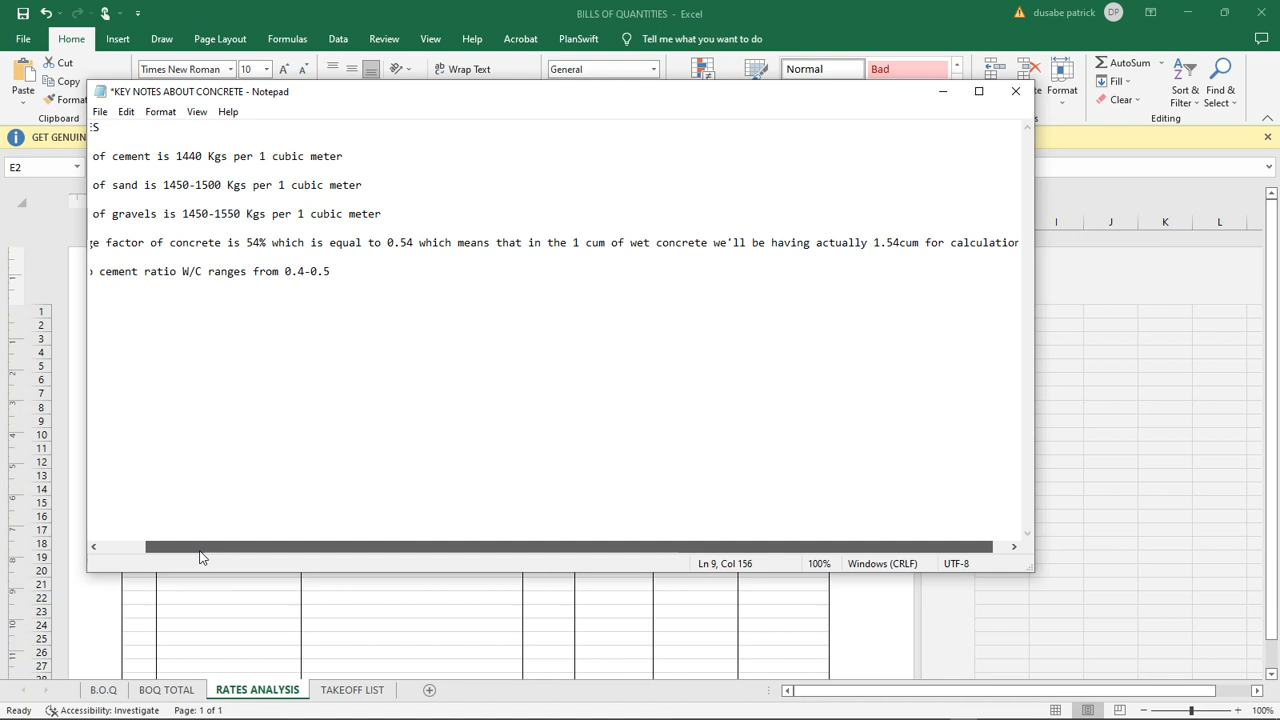 BILLS OF QUANTITIES - Excel
dusabe patrick DP
File Home Insert Draw Page Layout Formulas Data Review View Help Acrobat PlanSwift Tell me what you want to do
Paste
Cut
Copy
Format
Clipboard
Times New Roman 10
Wrap Text
General
Normal
Bad
Format
AutoSum
Fill
Clear
Sort & Filter
Find & Select
Editing
GET GENUIN
E2
*KEY NOTES ABOUT CONCRETE - Notepad
File Edit Format View Help
ES
of cement is 1440 Kgs per 1 cubic meter
of sand is 1450-1500 Kgs per 1 cubic meter
of gravels is 1450-1550 Kgs per 1 cubic meter
ge factor of concrete is 54% which is equal to 0.54 which means that in the 1 cum of wet concrete we'll be having actually 1.54cum for calculation
cement ratio W/C ranges from 0.4-0.5
Ln 9, Col 156 100% Windows (CRLF) UTF-8
I J K L
1
2
3
4
5
6
7
8
9
10
11
12
13
14
15
16
17
18
19
20
21
22
23
24
25
26
27
28
B.O.Q BOQ TOTAL RATES ANALYSIS TAKEOFF LIST
Ready Accessibility: Investigate Page: 1 of 1 100%